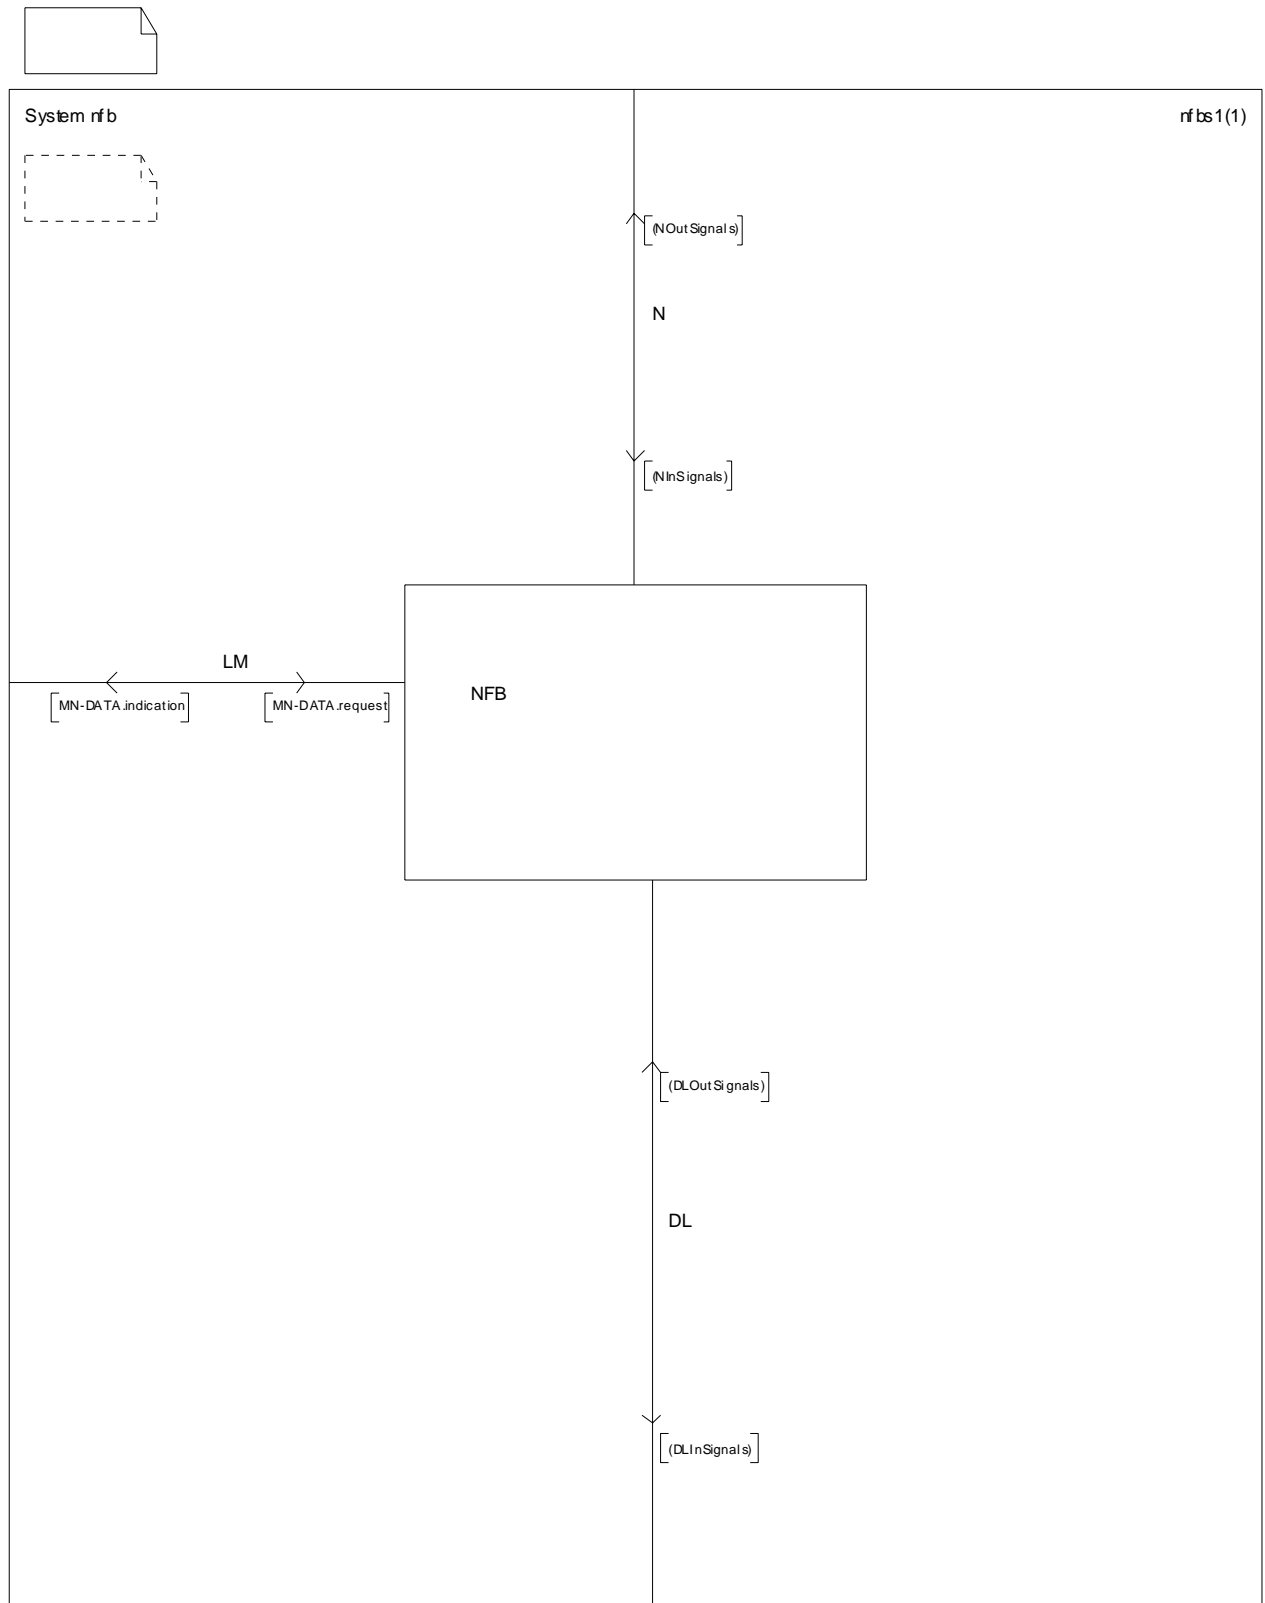 System nfb
nfbs1(1)
(NOutSignals)
N
(NInSignals)
LM
MN-DATA.indication
MN-DATA.request
NFB
(DLOutSignals)
DL
(DLInSignals)